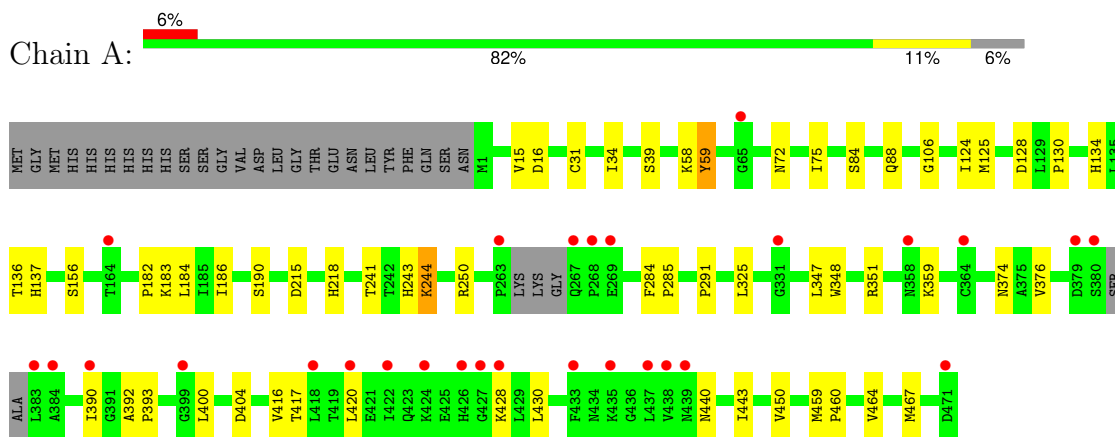 6%
Chain A:
82% 11% 6%
MET GLY MET HIS HIS HIS HIS HIS HIS SER SER GLY VAL ASP LEU GLY THR GLU ASN LEU TYR PHE GLN SER ASN M1 V15 D16 C31 I34 S39 K58 Y59 G65 N72 I75 S84 Q88 G106 I124 M125 D128 L129 P130 H134 L135
T136 H137 S156 T164 P182 K183 L184 I185 I186 S190 D215 H218 T241 T242 H243 K244 R250 P263 LYS LYS GLY Q267 P268 E269 F284 P285 P291 L325 G331 L347 W348 R351 N358 K359 C364 N374 A375 V376 D379 S380 SER
ALA L383 A384 I390 G391 A392 P393 G399 L400 D404 V416 T417 L418 T419 L420 E421 I422 Q423 K424 E425 H426 G427 K428 L429 L430 F433 N434 K435 G436 L437 V438 N439 N440 I443 V450 M459 P460 V464 M467 D471